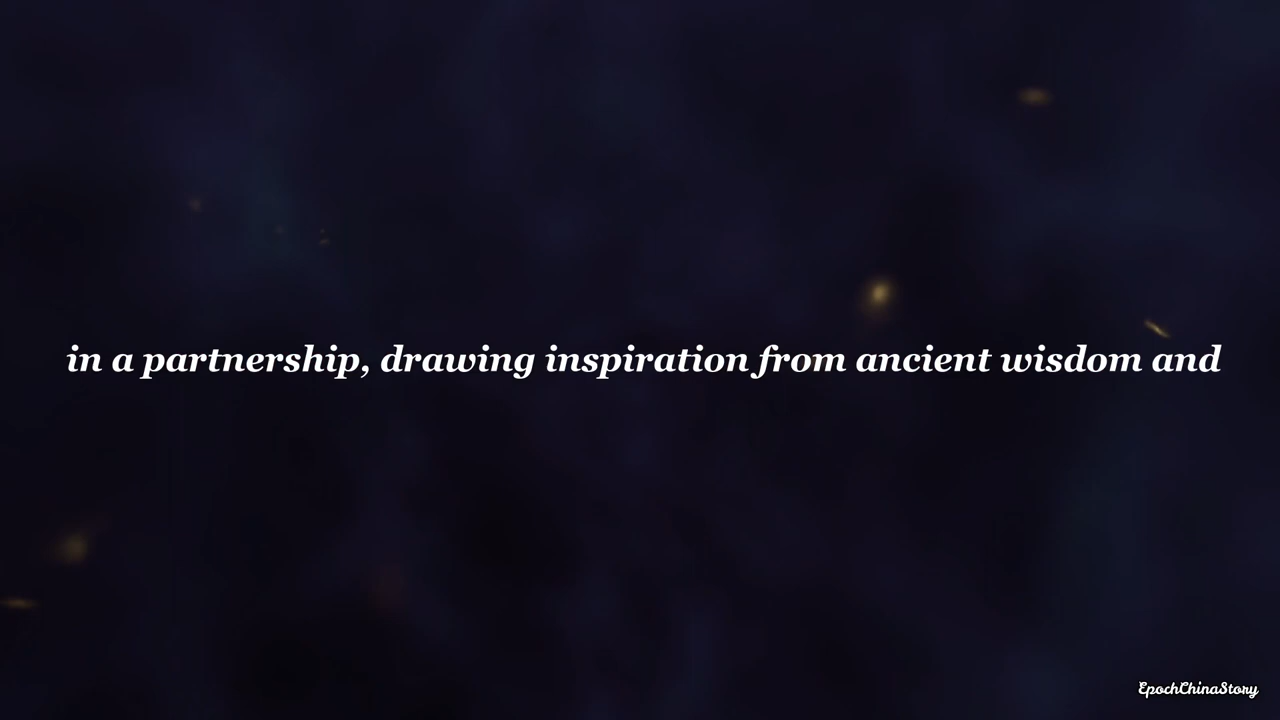 in a partnership, drawing inspiration from ancient wisdom and
EpochChinaStory